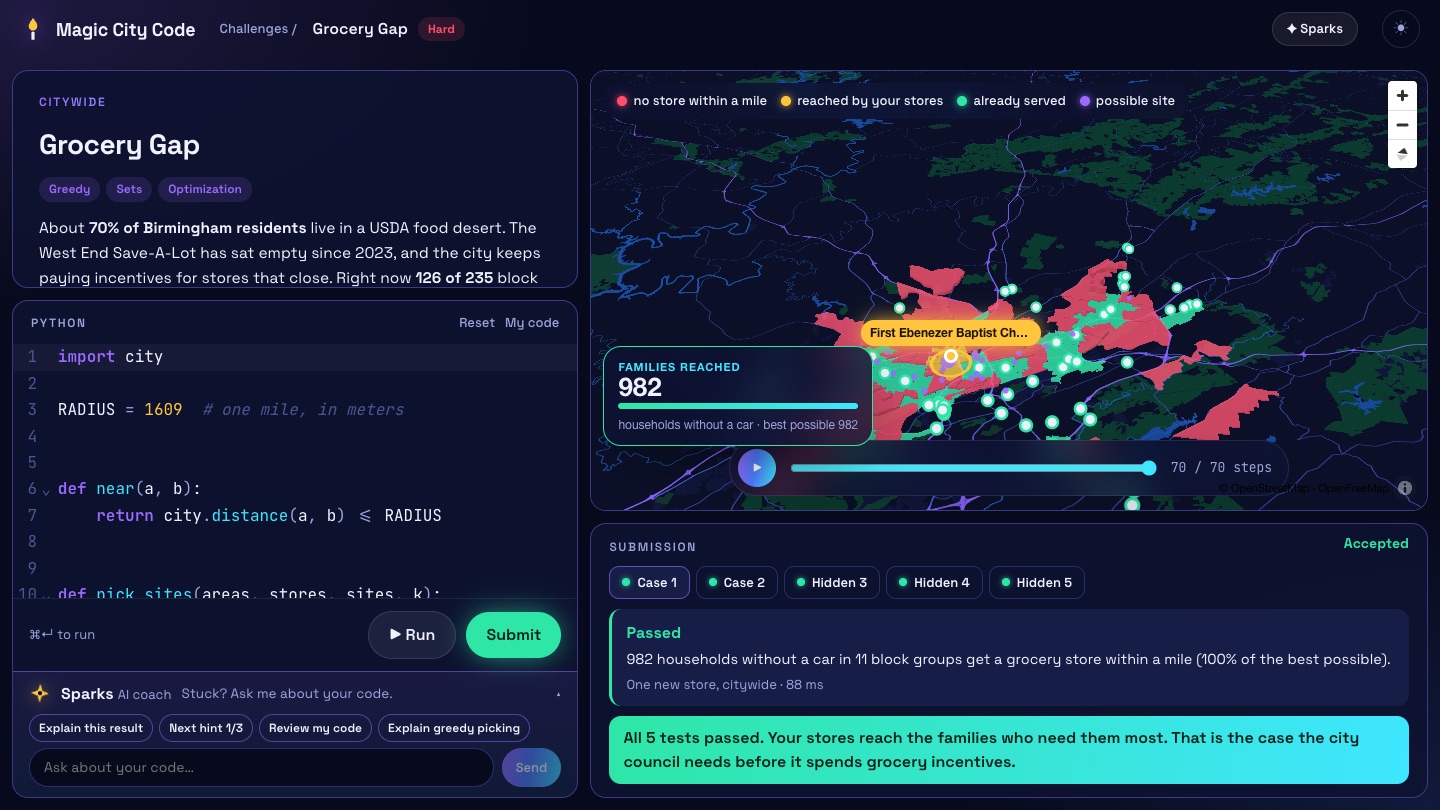 Magic City Code
Challenges /
Grocery Gap
Hard
✦ Sparks
CITYWIDE
Grocery Gap
Greedy
Sets
Optimization
About 70% of Birmingham residents live in a USDA food desert. The
West End Save-A-Lot has sat empty since 2023, and the city keeps
paying incentives for stores that close. Right now 126 of 235 block
PYTHON
Reset
My code
1 import city
2
3 RADIUS = 1609  # one mile, in meters
4
5
6 def near(a, b):
7     return city.distance(a, b) <= RADIUS
8
9
10 def pick_sites(areas, stores, sites, k):
⌘↵ to run
Run
Submit
Sparks AI coach Stuck? Ask me about your code.
Explain this result
Next hint 1/3
Review my code
Explain greedy picking
Ask about your code…
Send
no store within a mile
reached by your stores
already served
possible site
First Ebenezer Baptist Ch...
FAMILIES REACHED
982
households without a car · best possible 982
70 / 70 steps
© OpenStreetMap · OpenFreeMap
SUBMISSION
Accepted
Case 1
Case 2
Hidden 3
Hidden 4
Hidden 5
Passed
982 households without a car in 11 block groups get a grocery store within a mile (100% of the best possible).
One new store, citywide · 88 ms
All 5 tests passed. Your stores reach the families who need them most. That is the case the city
council needs before it spends grocery incentives.